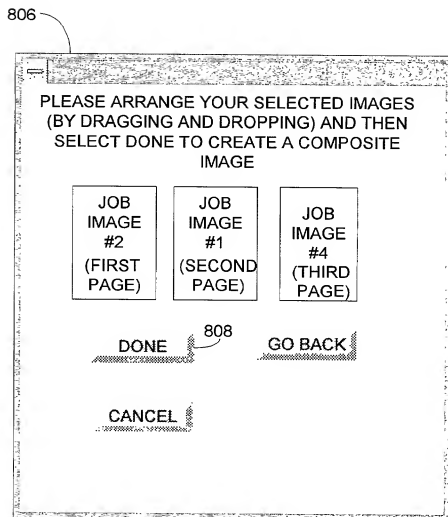 806
PLEASE ARRANGE YOUR SELECTED IMAGES
(BY DRAGGING AND DROPPING) AND THEN
SELECT DONE TO CREATE A COMPOSITE
IMAGE
JOB
IMAGE
#2
(FIRST
PAGE)
JOB
IMAGE
#1
(SECOND
PAGE)
JOB
IMAGE
#4
(THIRD
PAGE)
DONE
808
GO BACK
CANCEL